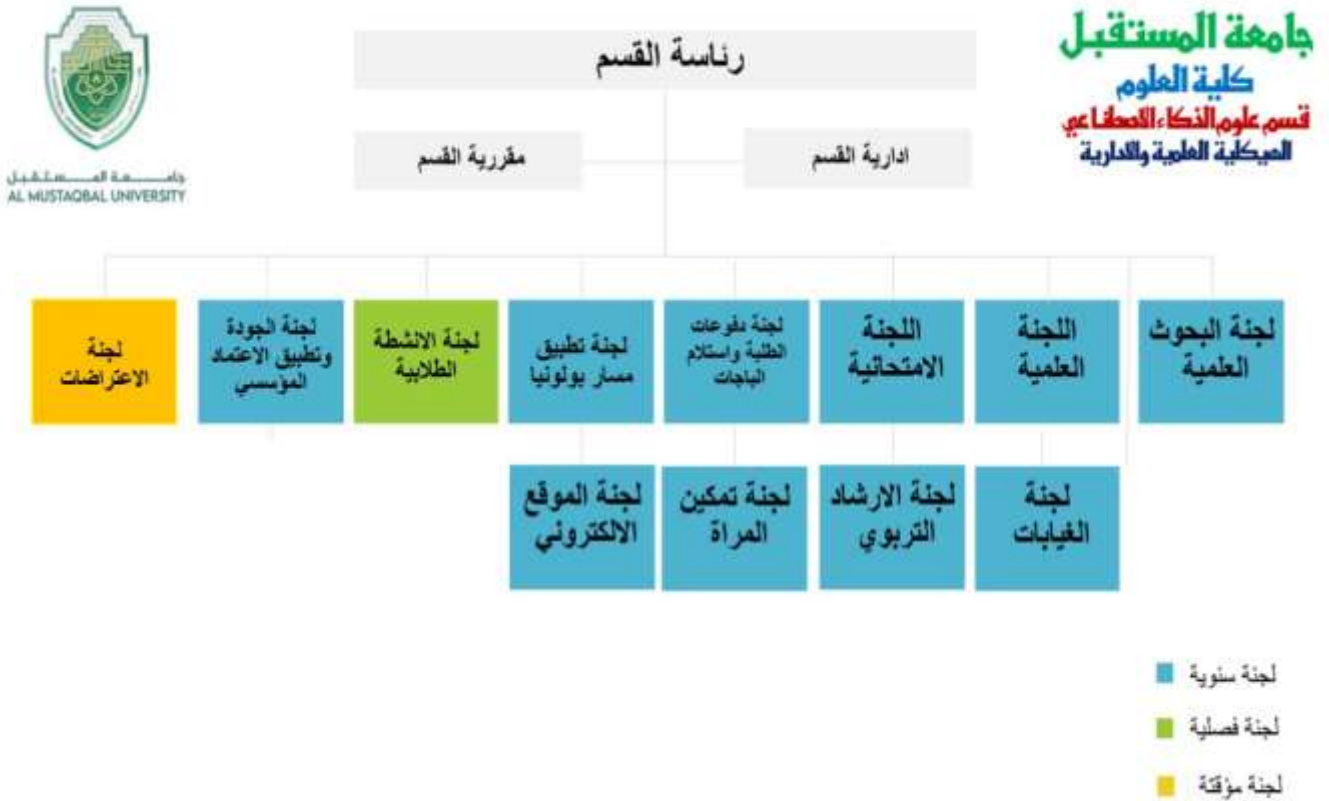 جامعة المستقبل
كلية العلوم
قسم علوم الذكاء الاصطناعي
الهيكلية العلمية والادارية
جامعة المستقبل
AL MUSTAQBAL UNIVERSITY
رئاسة القسم
ادارية القسم
مقررية القسم
لجنة البحوث
العلمية
اللجنة
العلمية
اللجنة
الامتحانية
لجنة دفوعات
الطلبة واستلام
الباجات
لجنة تطبيق
مسار بولونيا
لجنة الانشطة
الطلابية
لجنة الجودة
وتطبيق الاعتماد
المؤسسي
لجنة
الاعتراضات
لجنة
الغيابات
لجنة الارشاد
التربوي
لجنة تمكين
المراة
لجنة الموقع
الالكتروني
لجنة سنوية
لجنة فصلية
لجنة مؤقتة